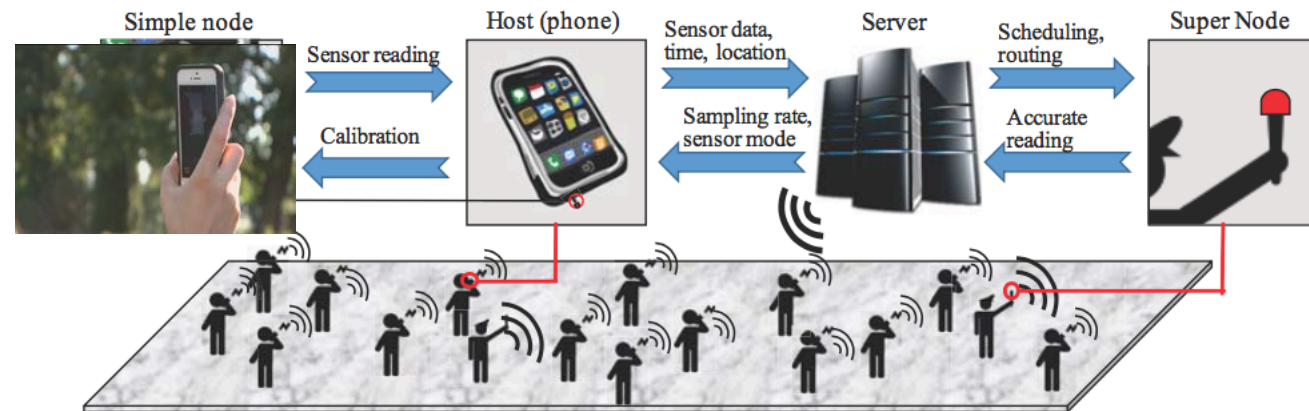 Simple node
Host (phone)
Server
Super Node
Sensor reading
Calibration
Sensor data,
time, location
Sampling rate,
sensor mode
Scheduling,
routing
Accurate
reading